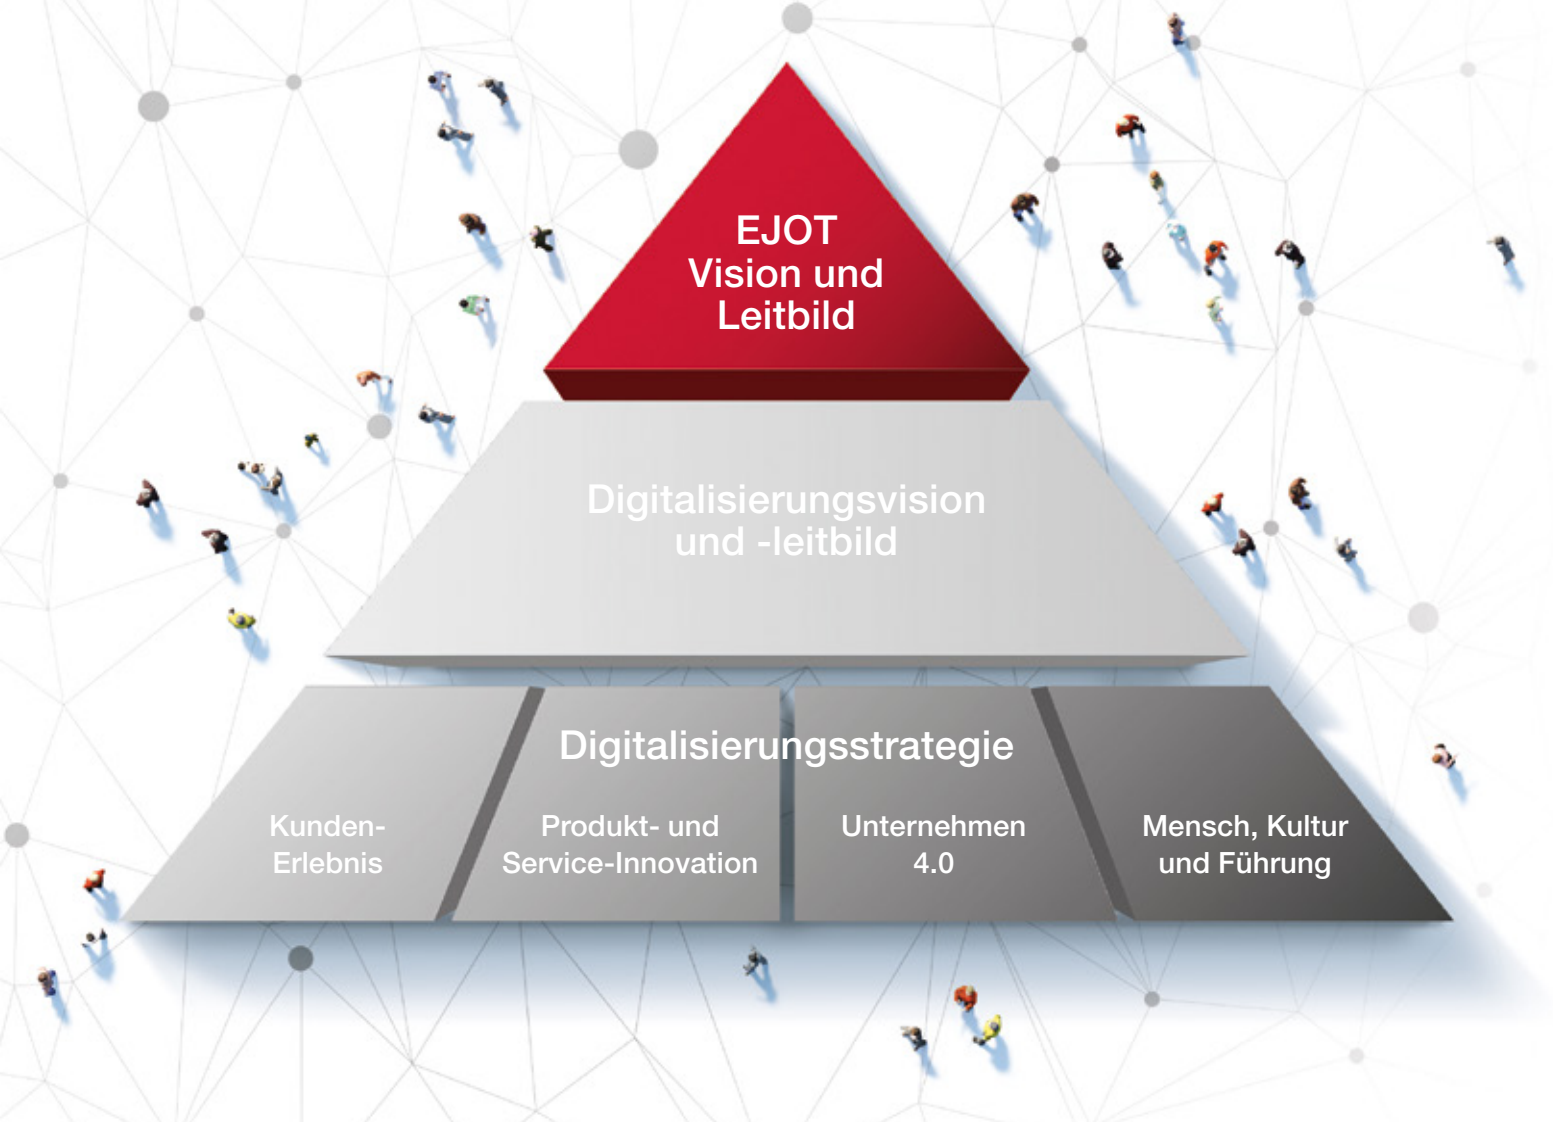 EJOT
Vision und
Leitbild
Digitalisierungsvision
und -leitbild
Digitalisierungsstrategie
Kunden-
Erlebnis
Produkt- und
Service-Innovation
Unternehmen
4.0
Mensch, Kultur
und Führung